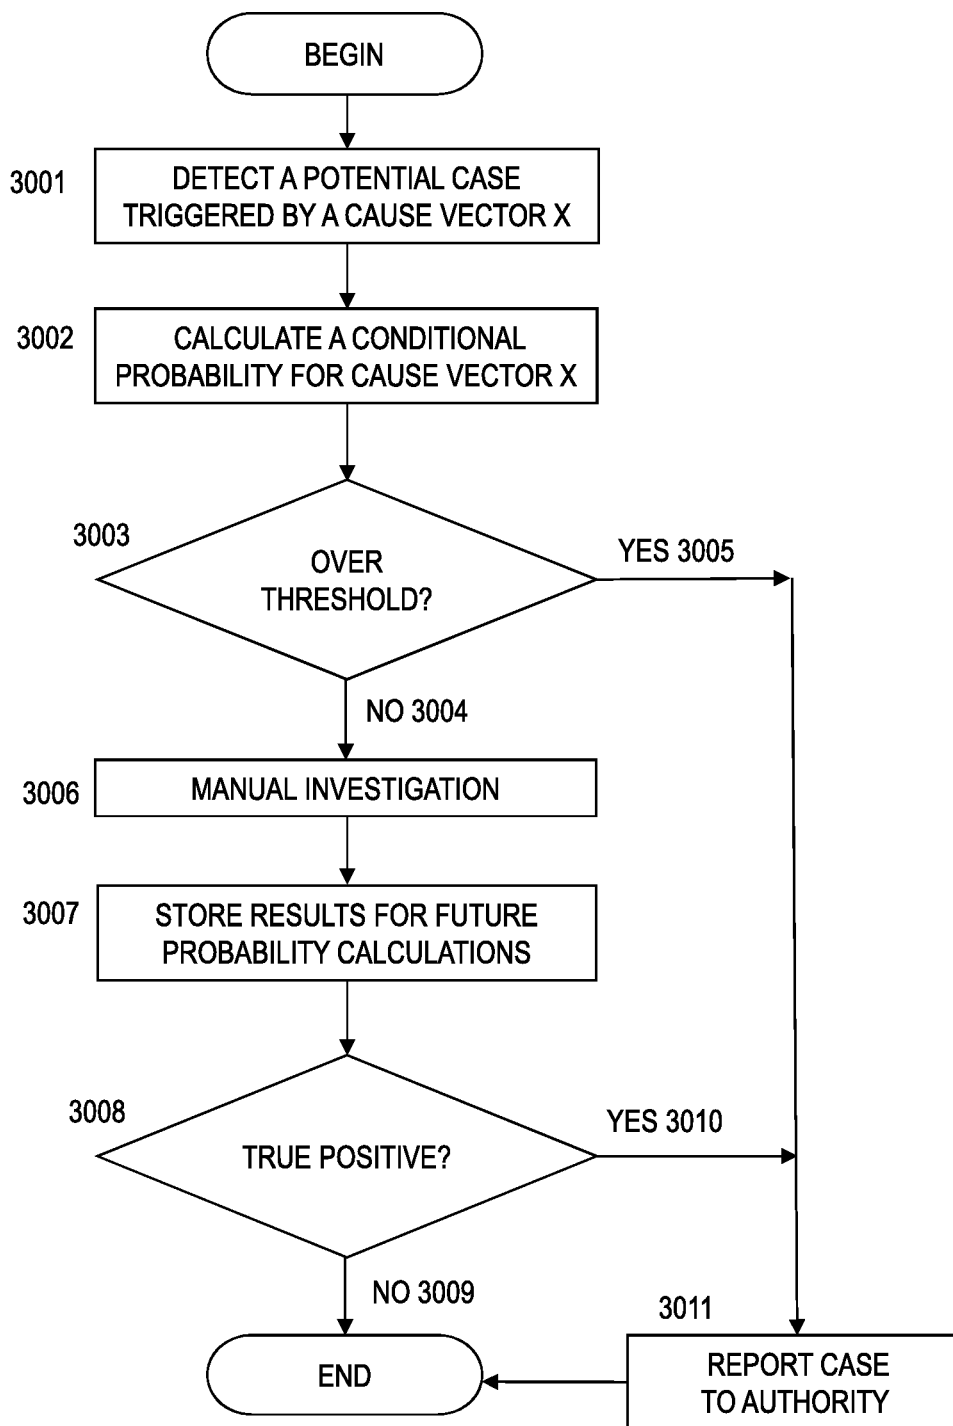 BEGIN
3001
DETECT A POTENTIAL CASE
TRIGGERED BY A CAUSE VECTOR X
3002
CALCULATE A CONDITIONAL
PROBABILITY FOR CAUSE VECTOR X
3003
OVER
THRESHOLD?
YES 3005
NO 3004
3006
MANUAL INVESTIGATION
3007
STORE RESULTS FOR FUTURE
PROBABILITY CALCULATIONS
3008
TRUE POSITIVE?
YES 3010
NO 3009
3011
END
REPORT CASE
TO AUTHORITY